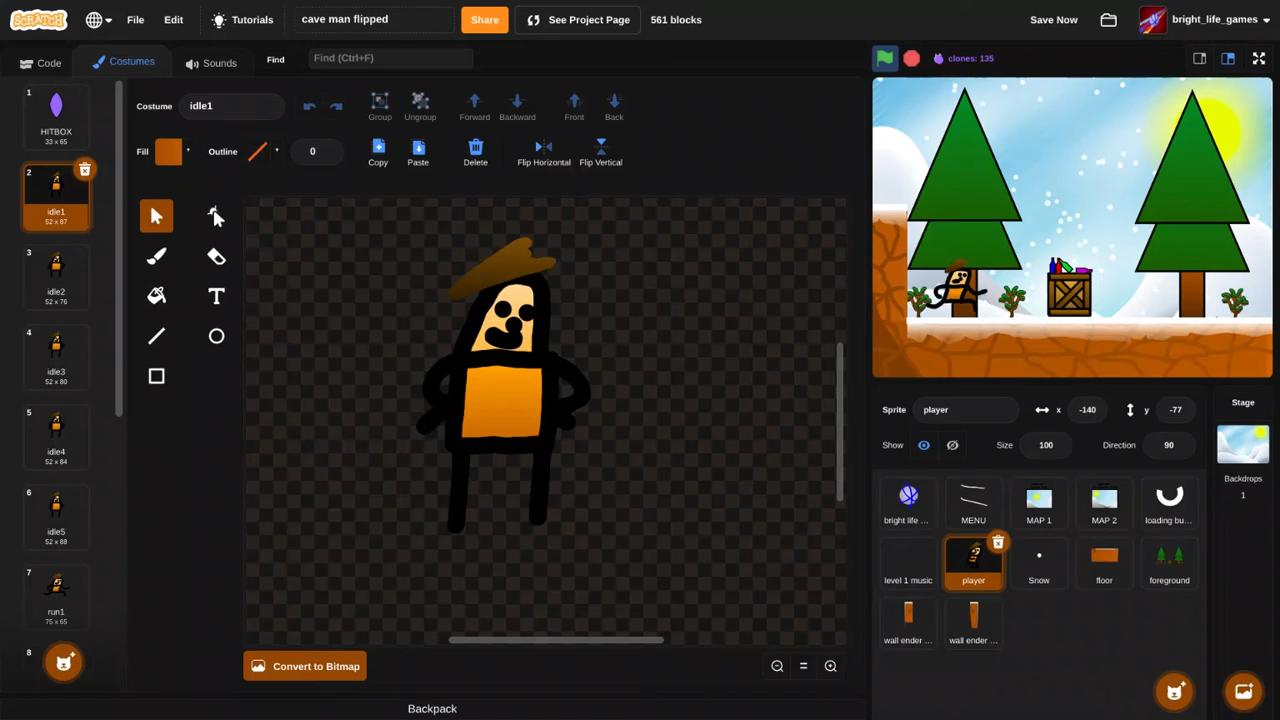 SCRATCH
File
Edit
Tutorials
cave man flipped
Share
See Project Page
561 blocks
Save Now
bright_life_games
Code
Costumes
Sounds
Find
Find (Ctrl+F)
clones: 135
1
HITBOX
33 x 65
2
idle1
52 x 87
3
idle2
52 x 76
4
idle3
52 x 80
5
idle4
52 x 84
6
idle5
52 x 88
7
run1
75 x 65
8
Costume
idle1
Group
Ungroup
Forward
Backward
Front
Back
Fill
Outline
0
Copy
Paste
Delete
Flip Horizontal
Flip Vertical
T
Convert to Bitmap
Backpack
Sprite
player
x
-140
y
-77
Show
Size
100
Direction
90
Stage
Backdrops
1
bright life ...
MENU
MAP 1
MAP 2
loading bu...
level 1 music
player
Snow
floor
foreground
wall ender ...
wall ender ...